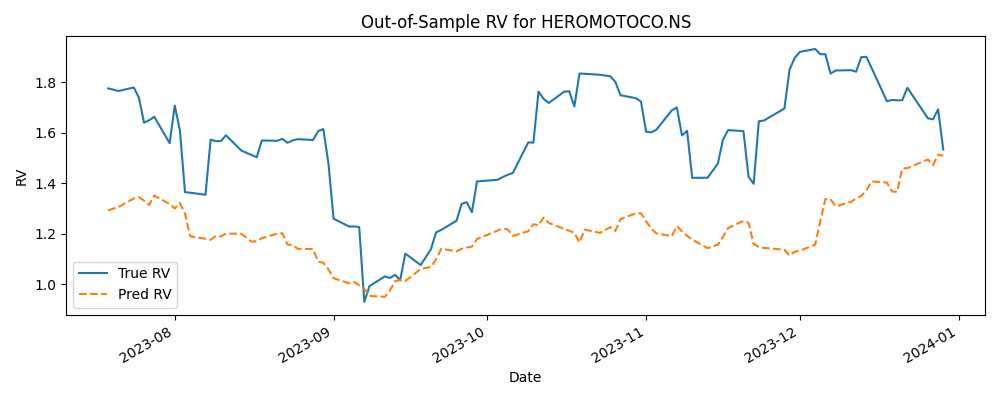 Out-of-Sample RV for HEROMOTOCO.NS
RV
1.8
1.6
1.4
1.2
1.0
True RV
Pred RV
2023-08
2023-09
2023-10
2023-11
2023-12
2024-01
Date